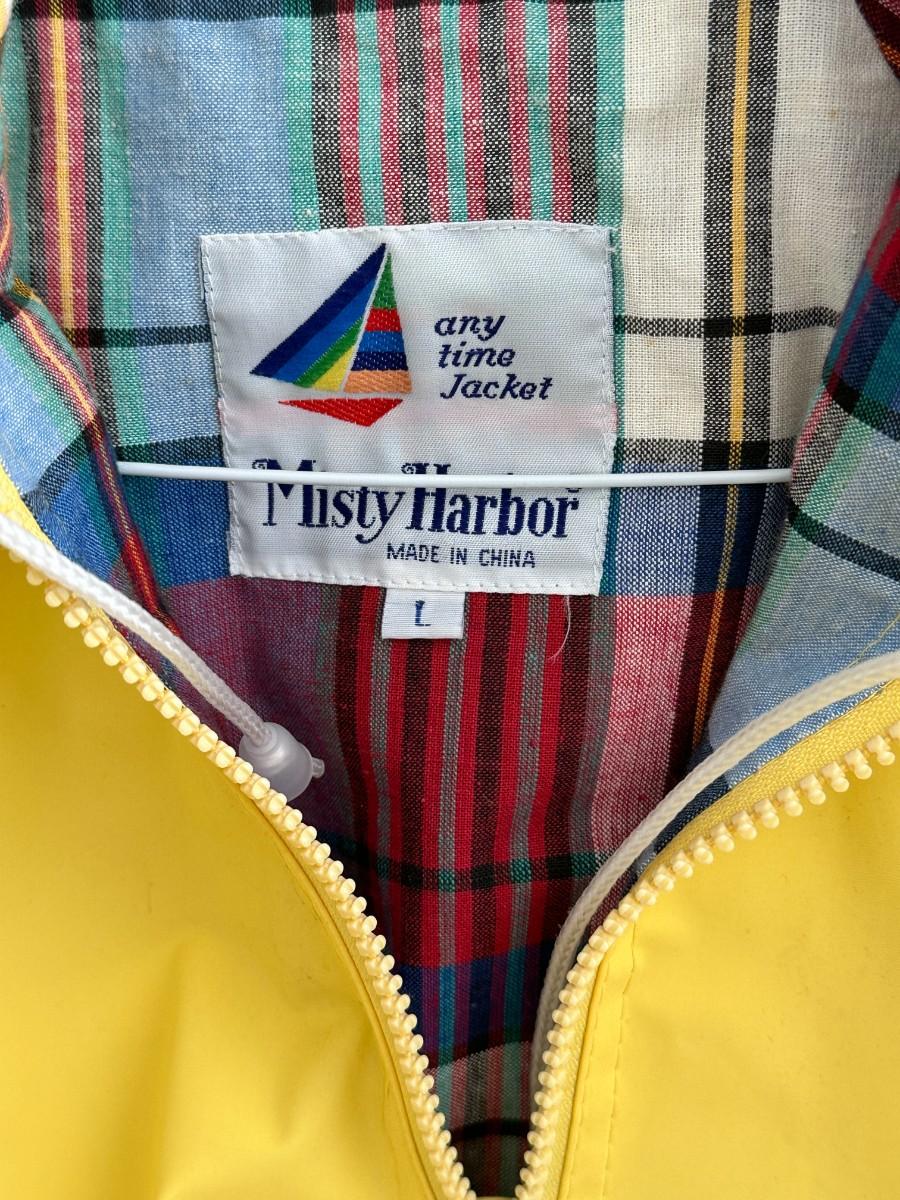 any
time
Jacket
Misty Harbor
MADE IN CHINA
L